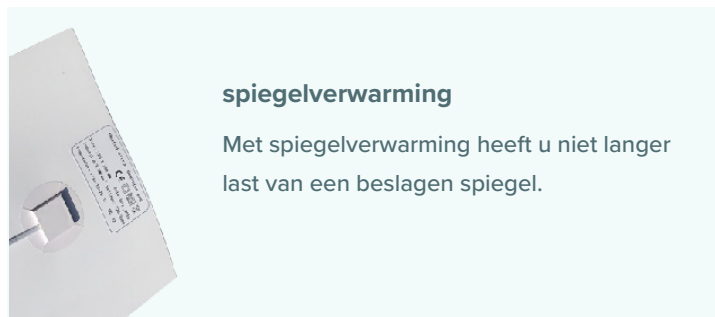 spiegelverwarming
Met spiegelverwarming heeft u niet langer
last van een beslagen spiegel.